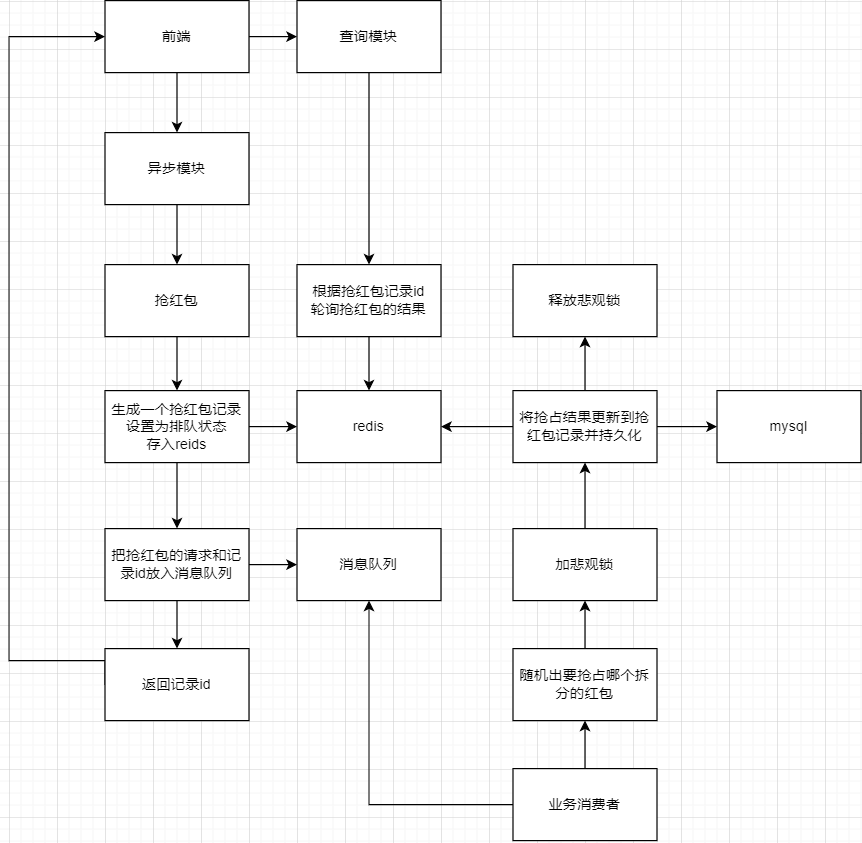 前端
查询模块
异步模块
抢红包
根据抢红包记录id
轮询抢红包的结果
释放悲观锁
生成一个抢红包记录
设置为排队状态
存入reids
redis
将抢占结果更新到抢
红包记录并持久化
mysql
把抢红包的请求和记
录id放入消息队列
消息队列
加悲观锁
返回记录id
随机出要抢占哪个拆
分的红包
业务消费者